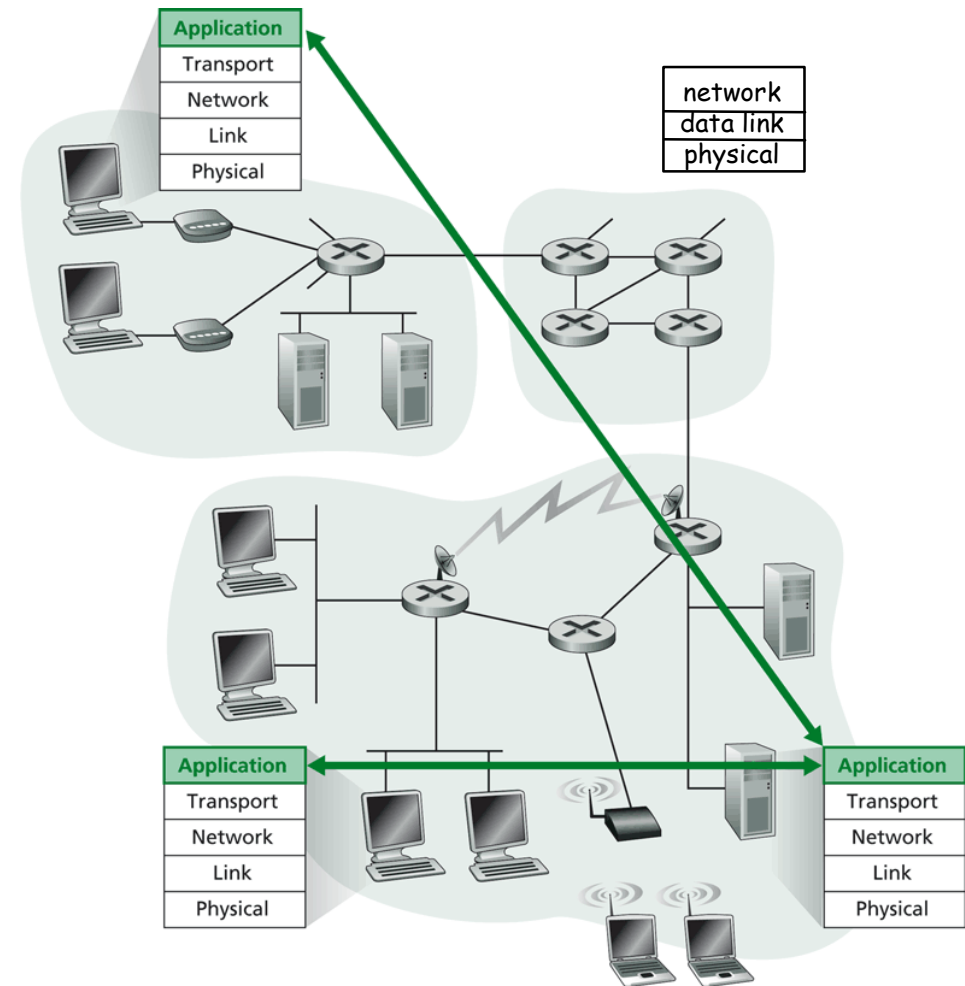 Application
Transport
Network
Link
Physical
network
data link
physical
Application
Transport
Network
Link
Physical
Application
Transport
Network
Link
Physical